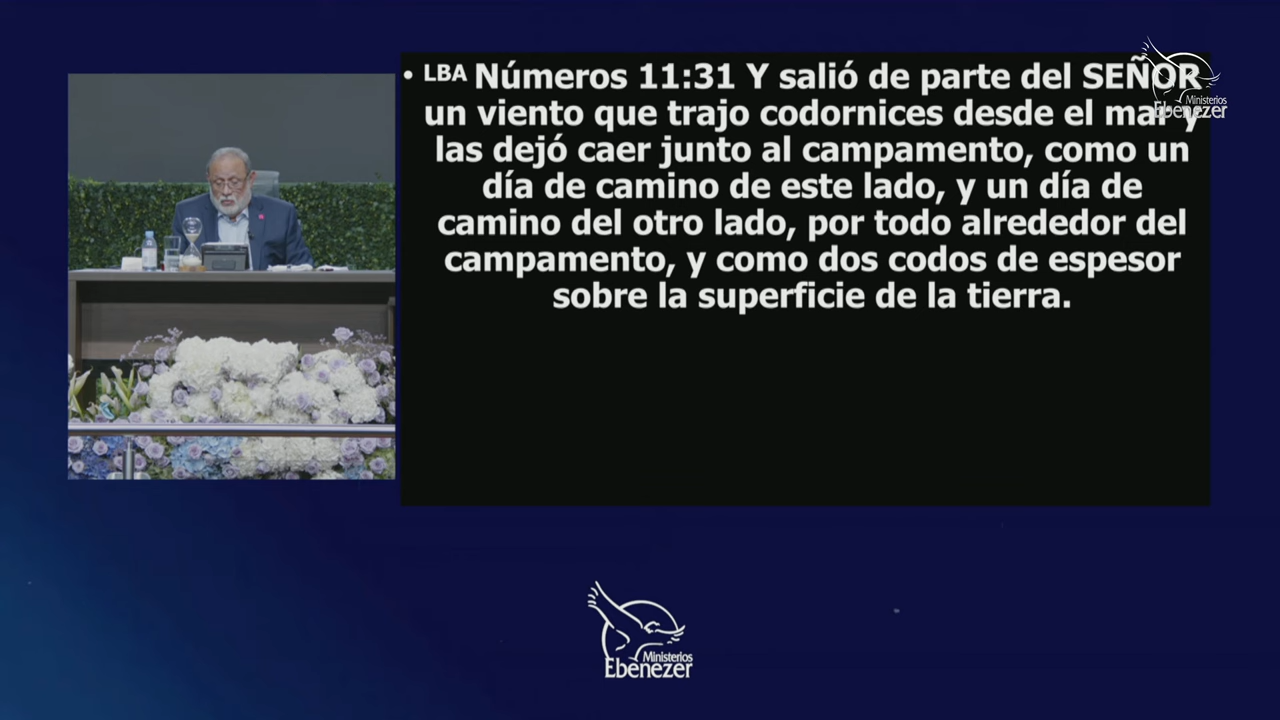 • LBA Números 11:31 Y salió de parte del SEÑOR
un viento que trajo codornices desde el mar y
las dejó caer junto al campamento, como un
día de camino de este lado, y un día de
camino del otro lado, por todo alrededor del
campamento, y como dos codos de espesor
sobre la superficie de la tierra.
Ministerios
Ebenezer
Ministerios
Ebenezer